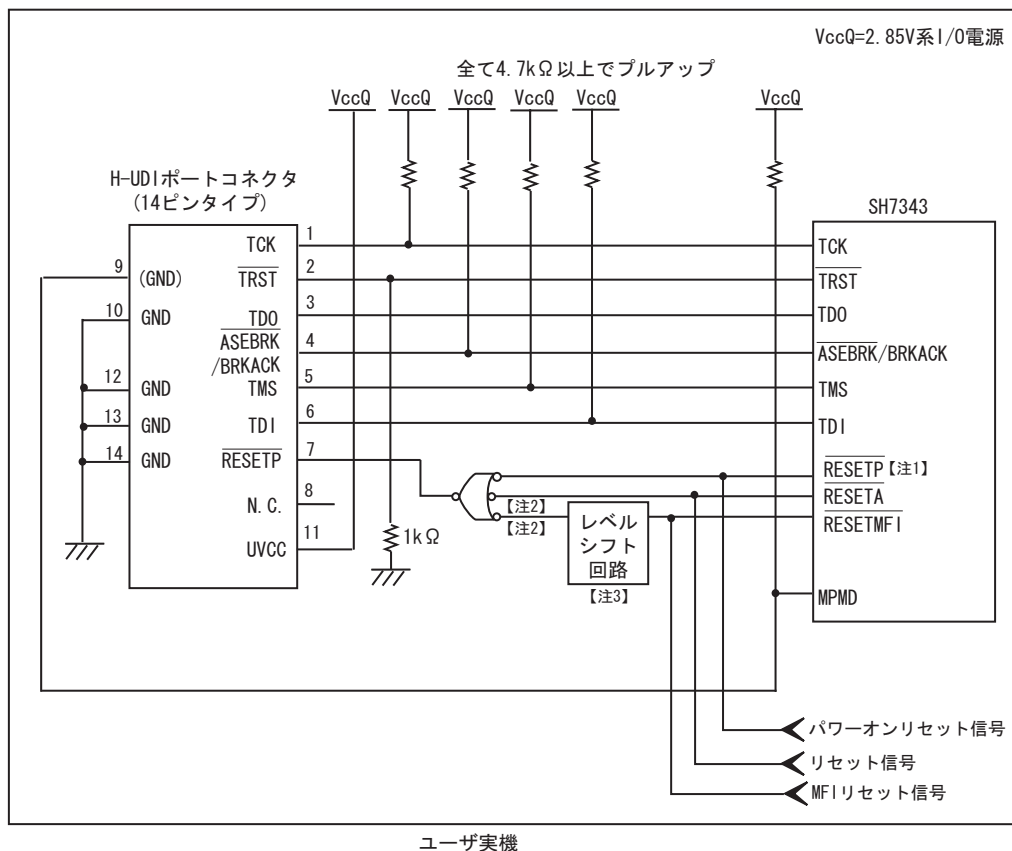 VccQ=2.85V系I/O電源
全て4.7kΩ以上でプルアップ
VccQ
VccQ
VccQ
VccQ
VccQ
VccQ
H-UDIポートコネクタ
(14ピンタイプ)
SH7343
TCK
1
TCK
9
(GND)
TRST
2
TRST
10
GND
TDO
3
TDO
ASEBRK
/BRKACK
4
ASEBRK/BRKACK
12
GND
TMS
5
TMS
13
GND
TDI
6
TDI
14
GND
RESETP
7
RESETP【注1】
N.C.
8
【注2】
RESETA
【注2】
RESETMFI
UVCC
11
1kΩ
レベル
シフト
回路
【注3】
MPMD
パワーオンリセット信号
リセット信号
MFIリセット信号
ユーザ実機